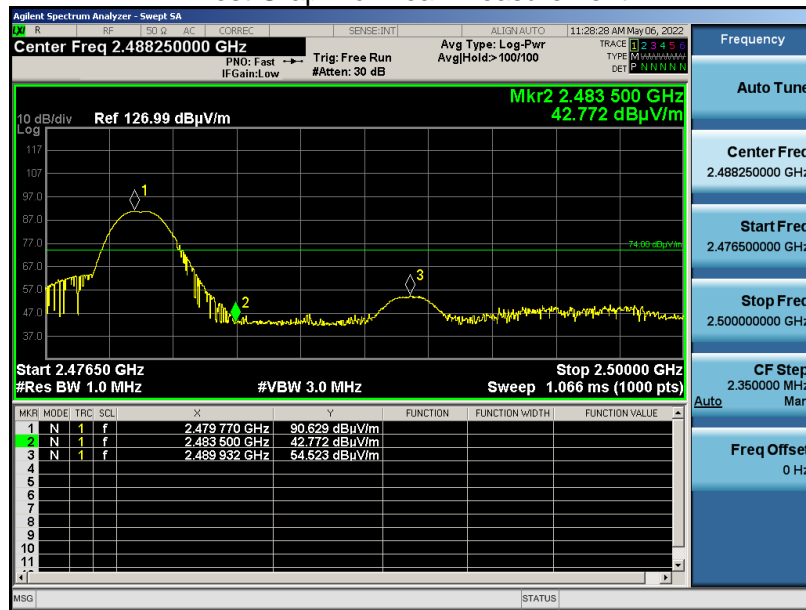 Agilent Spectrum Analyzer - Swept SA
LXI R RF 50 Ω AC CORREC SENSE:INT ALIGN AUTO 11:28:28 AM May 06, 2022
Center Freq 2.488250000 GHz
PNO: Fast
IFGain:Low
Trig: Free Run
#Atten: 30 dB
Avg Type: Log-Pwr
Avg|Hold:>100/100
TRACE 1 2 3 4 5 6
TYPE M
DET P N N N N N
Mkr2 2.483 500 GHz
42.772 dBµV/m
10 dB/div Ref 126.99 dBµV/m
Log
117
107
97.0
87.0
77.0
67.0
57.0
47.0
37.0
1
2
3
74.00 dBµV/m
Start 2.47650 GHz Stop 2.50000 GHz
#Res BW 1.0 MHz #VBW 3.0 MHz Sweep 1.066 ms (1000 pts)
MKR MODE TRC SCL X Y FUNCTION FUNCTION WIDTH FUNCTION VALUE
1 N 1 f 2.479 770 GHz 90.629 dBµV/m
2 N 1 f 2.483 500 GHz 42.772 dBµV/m
3 N 1 f 2.489 932 GHz 54.523 dBµV/m
4
5
6
7
8
9
10
11
MSG STATUS
Frequency
Auto Tune
Center Freq
2.488250000 GHz
Start Freq
2.476500000 GHz
Stop Freq
2.500000000 GHz
CF Step
2.350000 MHz
Auto Man
Freq Offset
0 Hz